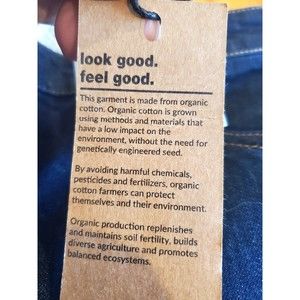 look good.
feel good.
This garment is made from organic
cotton. Organic cotton is grown
using methods and materials that
have a low impact on the
environment, without the need for
genetically engineered seed.
By avoiding harmful chemicals,
pesticides and fertilizers, organic
cotton farmers can protect
themselves and their environment.
Organic production replenishes
and maintains soil fertility, builds
diverse agriculture and promotes
balanced ecosystems.